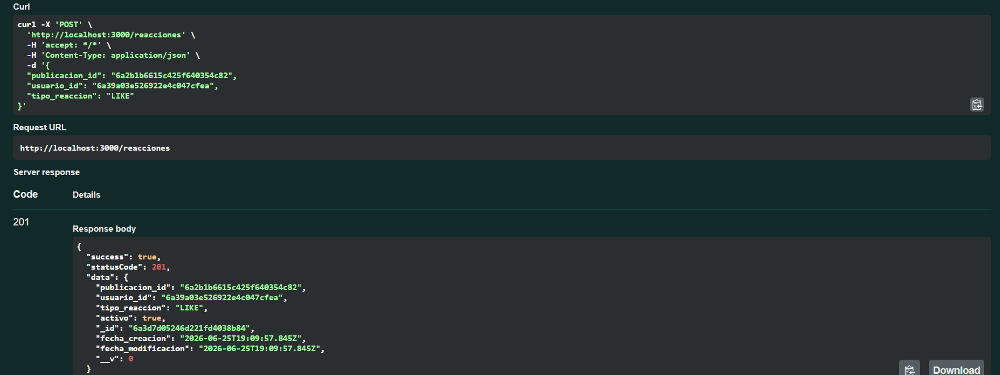 Curl
curl -X 'POST' \
  'http://localhost:3000/reacciones' \
  -H 'accept: */*' \
  -H 'Content-Type: application/json' \
  -d '{
  "publicacion_id": "6a2b1b6615c425f640354c82",
  "usuario_id": "6a39a03e526922e4c047cfea",
  "tipo_reaccion": "LIKE"
}'
Request URL
http://localhost:3000/reacciones
Server response
Code Details
201
Response body
{
  "success": true,
  "statusCode": 201,
  "data": {
    "publicacion_id": "6a2b1b6615c425f640354c82",
    "usuario_id": "6a39a03e526922e4c047cfea",
    "tipo_reaccion": "LIKE",
    "activo": true,
    "_id": "6a3d7d05246d221fd4038b84",
    "fecha_creacion": "2026-06-25T19:09:57.845Z",
    "fecha_modificacion": "2026-06-25T19:09:57.845Z",
    "__v": 0
  }
Download